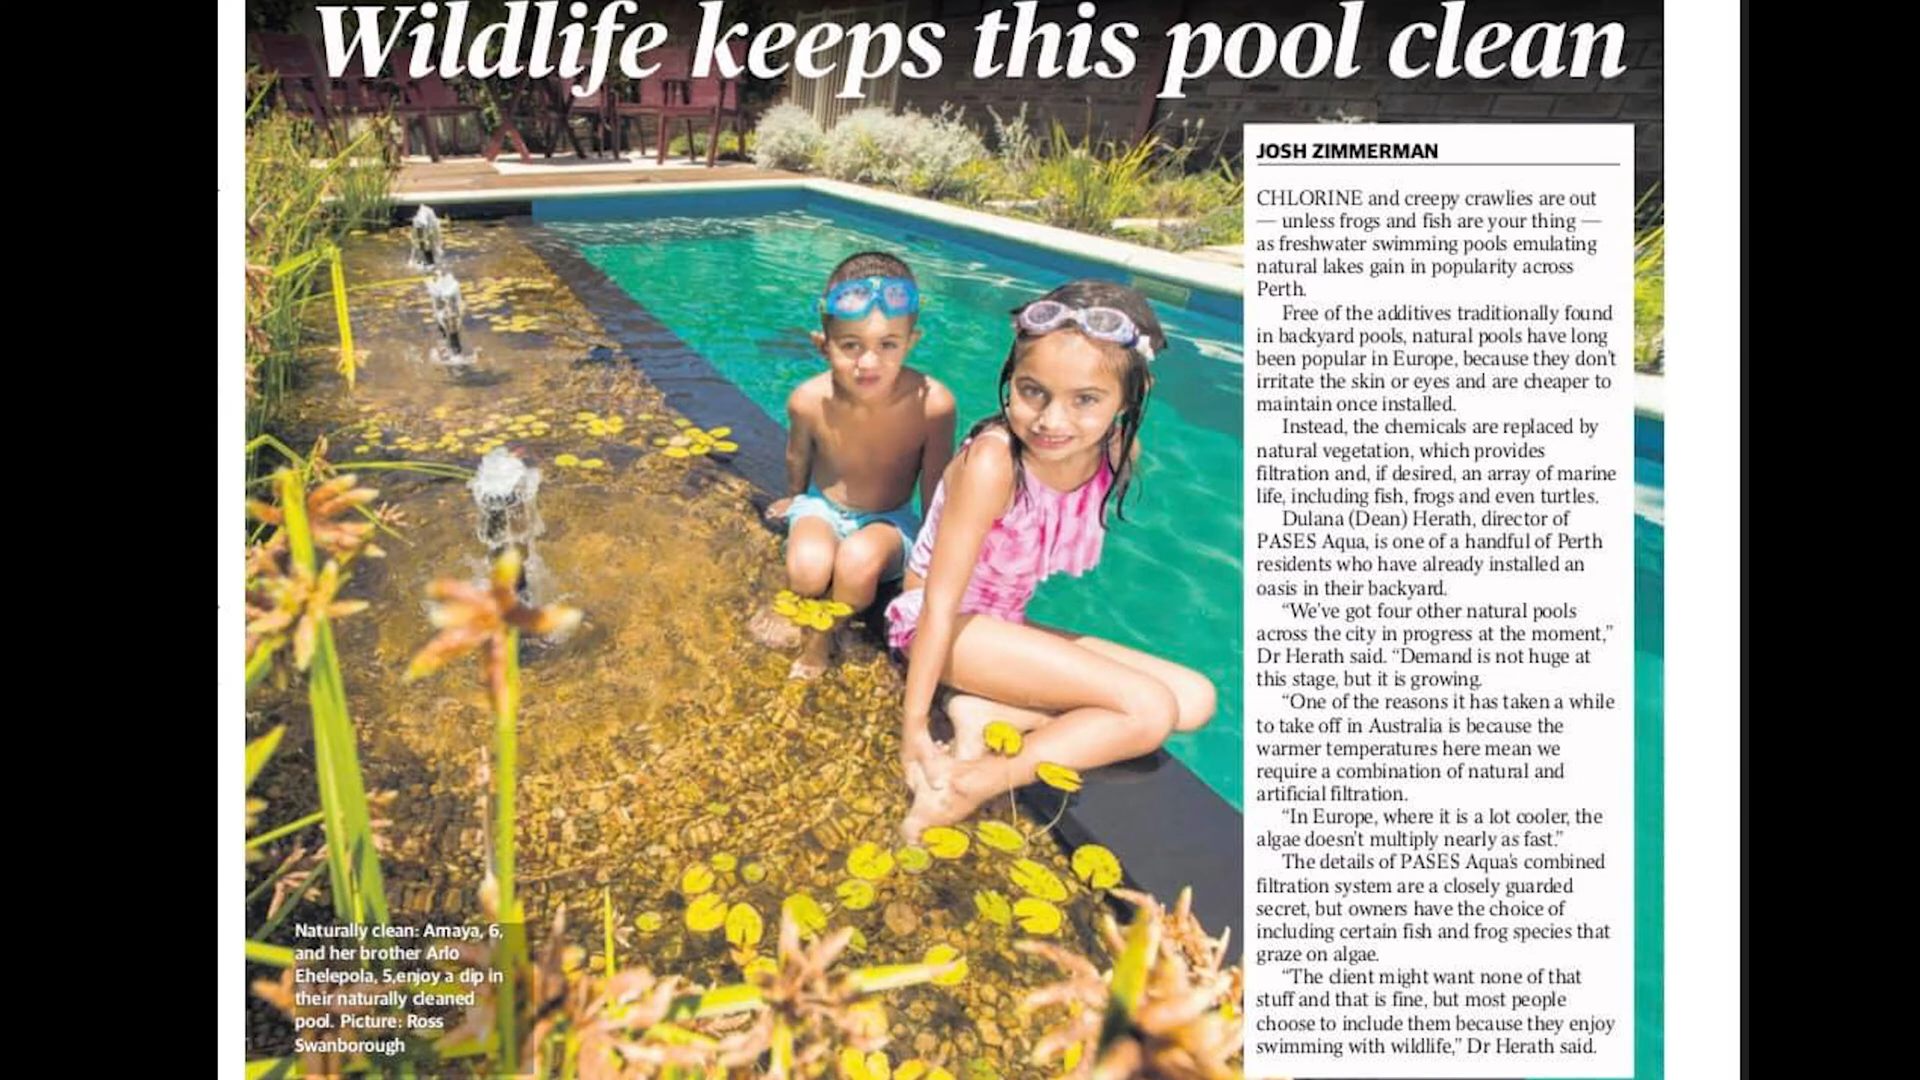 Wildlife keeps this pool clean
JOSH ZIMMERMAN
CHLORINE and creepy crawlies are out
— unless frogs and fish are your thing —
as freshwater swimming pools emulating
natural lakes gain in popularity across
Perth.
Free of the additives traditionally found
in backyard pools, natural pools have long
been popular in Europe, because they don't
irritate the skin or eyes and are cheaper to
maintain once installed.
Instead, the chemicals are replaced by
natural vegetation, which provides
filtration and, if desired, an array of marine
life, including fish, frogs and even turtles.
Dulana (Dean) Herath, director of
PASES Aqua, is one of a handful of Perth
residents who have already installed an
oasis in their backyard.
“We've got four other natural pools
across the city in progress at the moment,”
Dr Herath said. “Demand is not huge at
this stage, but it is growing.
“One of the reasons it has taken a while
to take off in Australia is because the
warmer temperatures here mean we
require a combination of natural and
artificial filtration.
“In Europe, where it is a lot cooler, the
algae doesn't multiply nearly as fast.”
The details of PASES Aqua's combined
filtration system are a closely guarded
secret, but owners have the choice of
including certain fish and frog species that
graze on algae.
“The client might want none of that
stuff and that is fine, but most people
choose to include them because they enjoy
swimming with wildlife,” Dr Herath said.
Naturally clean: Amaya, 6,
and her brother Arlo
Ehelepola, 5,enjoy a dip in
their naturally cleaned
pool. Picture: Ross
Swanborough